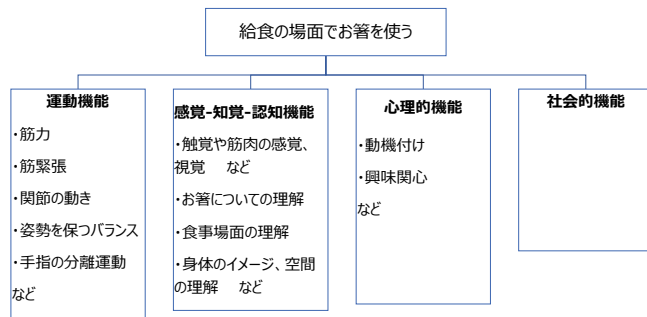 給食の場面でお箸を使う
運動機能
・筋力
・筋緊張
・関節の動き
・姿勢を保つバランス
・手指の分離運動
など
感覚-知覚-認知機能
・触覚や筋肉の感覚、
視覚　など
・お箸についての理解
・食事場面の理解
・身体のイメージ、空間
の理解　など
心理的機能
・動機付け
・興味関心
など
社会的機能